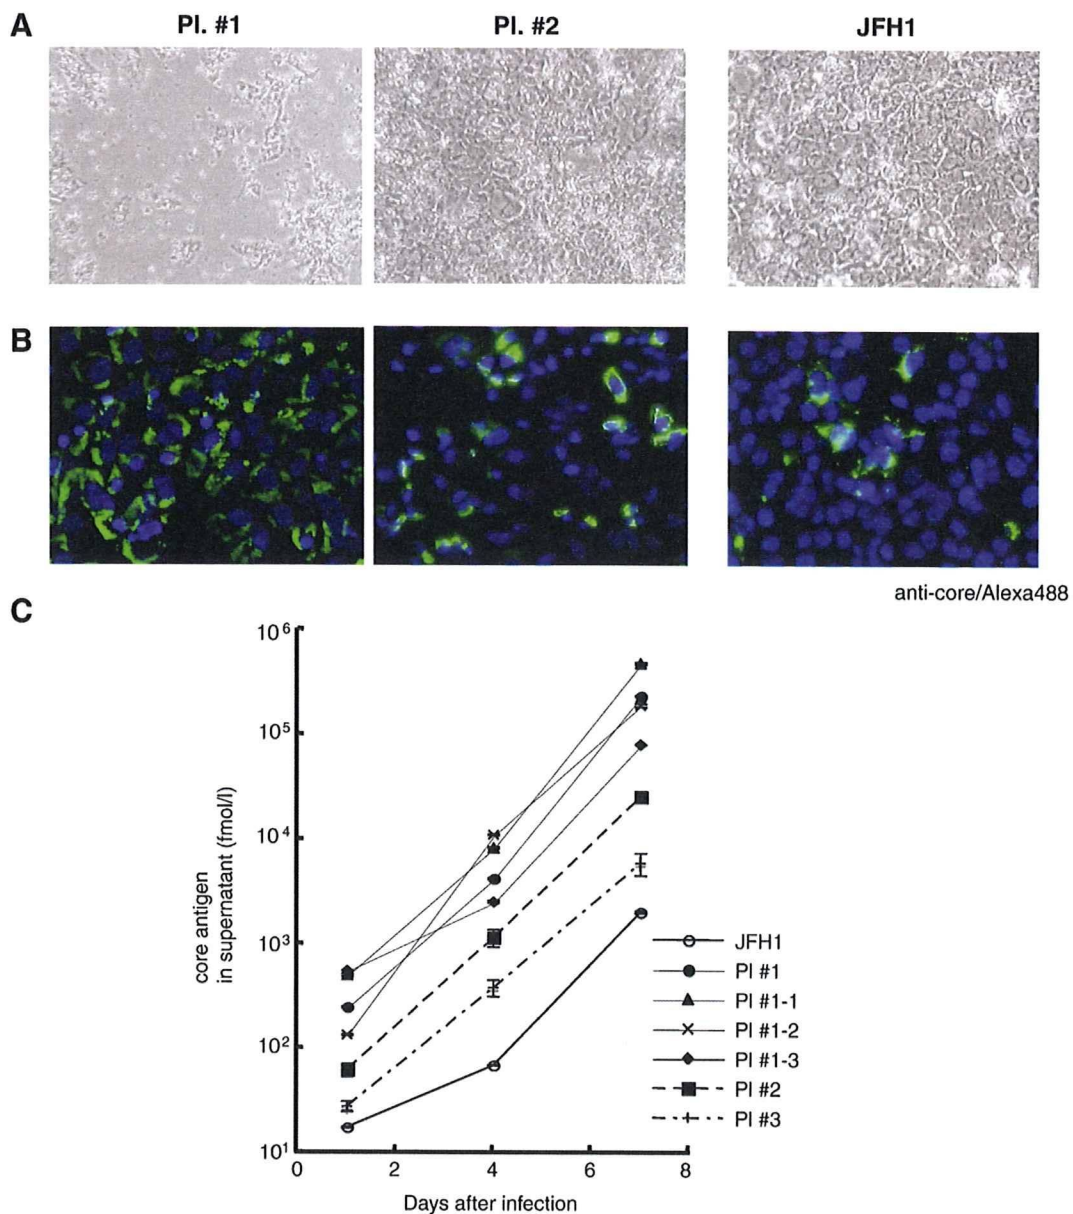 A
Pl. #1
Pl. #2
JFH1
B
anti-core/Alexa488
C
core antigen
in supernatant (fmol/l)
10^6
10^5
10^4
10^3
10^2
10^1
0
2
4
6
8
Days after infection
JFH1
Pl #1
Pl #1-1
Pl #1-2
Pl #1-3
Pl #2
Pl #3